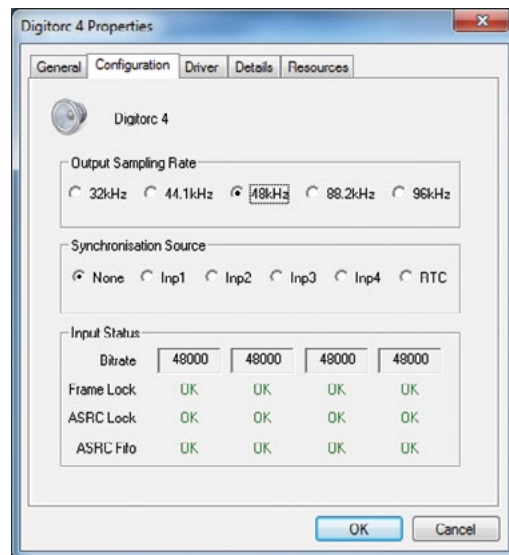 Digitorc 4 Properties
General Configuration Driver Details Resources
Digitorc 4
Output Sampling Rate
32kHz 44.1kHz 48kHz 88.2kHz 96kHz
Synchronisation Source
None Inp1 Inp2 Inp3 Inp4 RTC
Input Status
Bitrate 48000 48000 48000 48000
Frame Lock OK OK OK OK
ASRC Lock OK OK OK OK
ASRC Fifo OK OK OK OK
OK Cancel